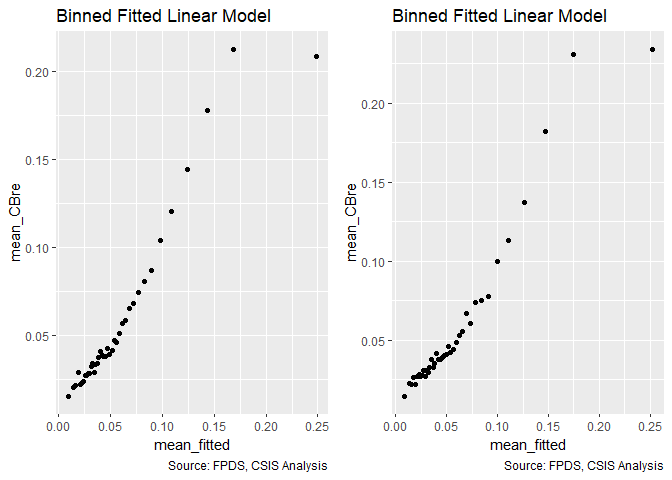 Binned Fitted Linear Model
mean_CBre
0.20
0.15
0.10
0.05
0.00 0.05 0.10 0.15 0.20 0.25
mean_fitted
Source: FPDS, CSIS Analysis
Binned Fitted Linear Model
mean_CBre
0.20
0.15
0.10
0.05
0.00 0.05 0.10 0.15 0.20 0.25
mean_fitted
Source: FPDS, CSIS Analysis